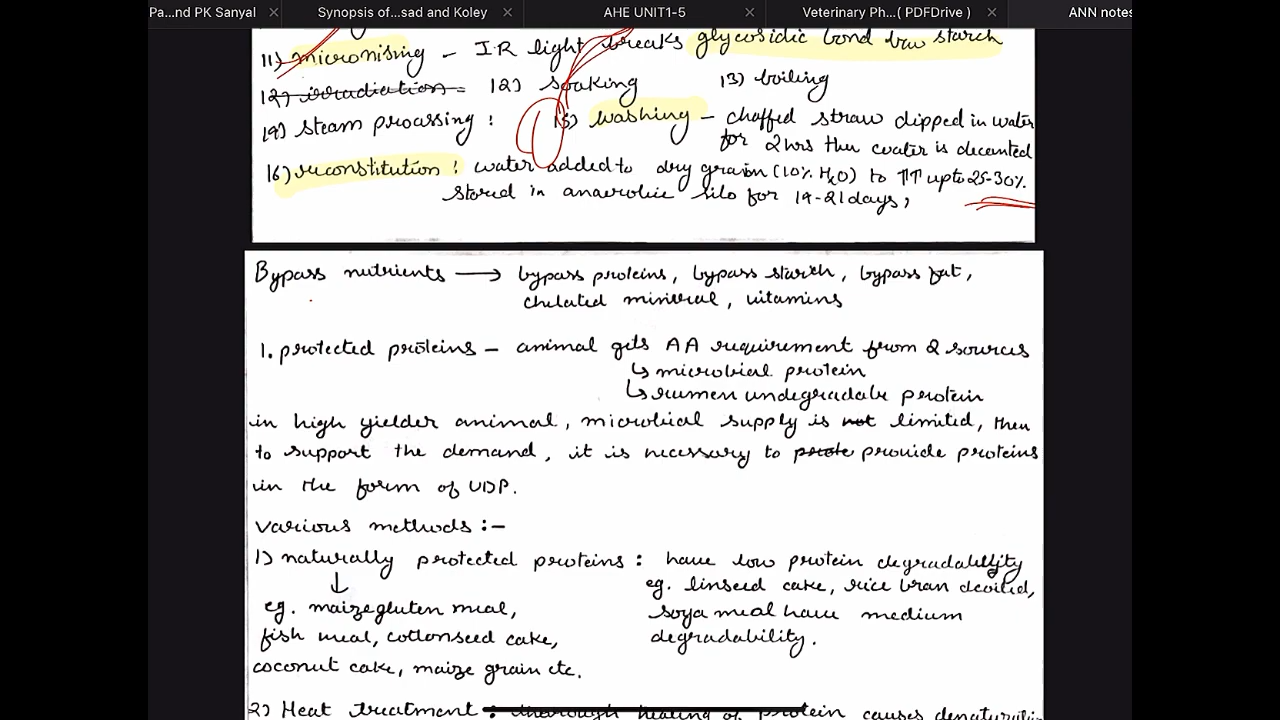 Pa...nd PK Sanyal
Synopsis of...sad and Koley
AHE UNIT1-5
Veterinary Ph...( PDFDrive )
ANN notes
11) micronising - I.R light breaks glycosidic bond b/w starch
12) irradiation 12) soaking 13) boiling
14) steam procssing : 15) washing - chaffed straw dipped in water
for 2 hrs then water is decanted
16) reconstitution : water added to dry grain (10% H2O) to ↑↑ upto 25-30%
stored in anaerobic silo for 14-21 days,
Bypass nutrients → bypass proteins, bypass starch, bypass fat,
chelated mineral, vitamins
1. protected proteins - animal gets AA requirement from 2 sources
↳ microbial protein
↳ rumen undegradable protein
in high yielder animal, microbial supply is not limited, then
to support the demand, it is necessary to provide proteins
in the form of UDP.
Various methods :-
1) naturally protected proteins : have low protein degradability
eg. linseed cake, rice bran deoiled,
soya meal have medium
degradability.
↓
eg. maize gluten meal,
fish meal, cottonseed cake,
coconut cake, maize grain etc.
2) Heat treatment : thorough heating of protein causes